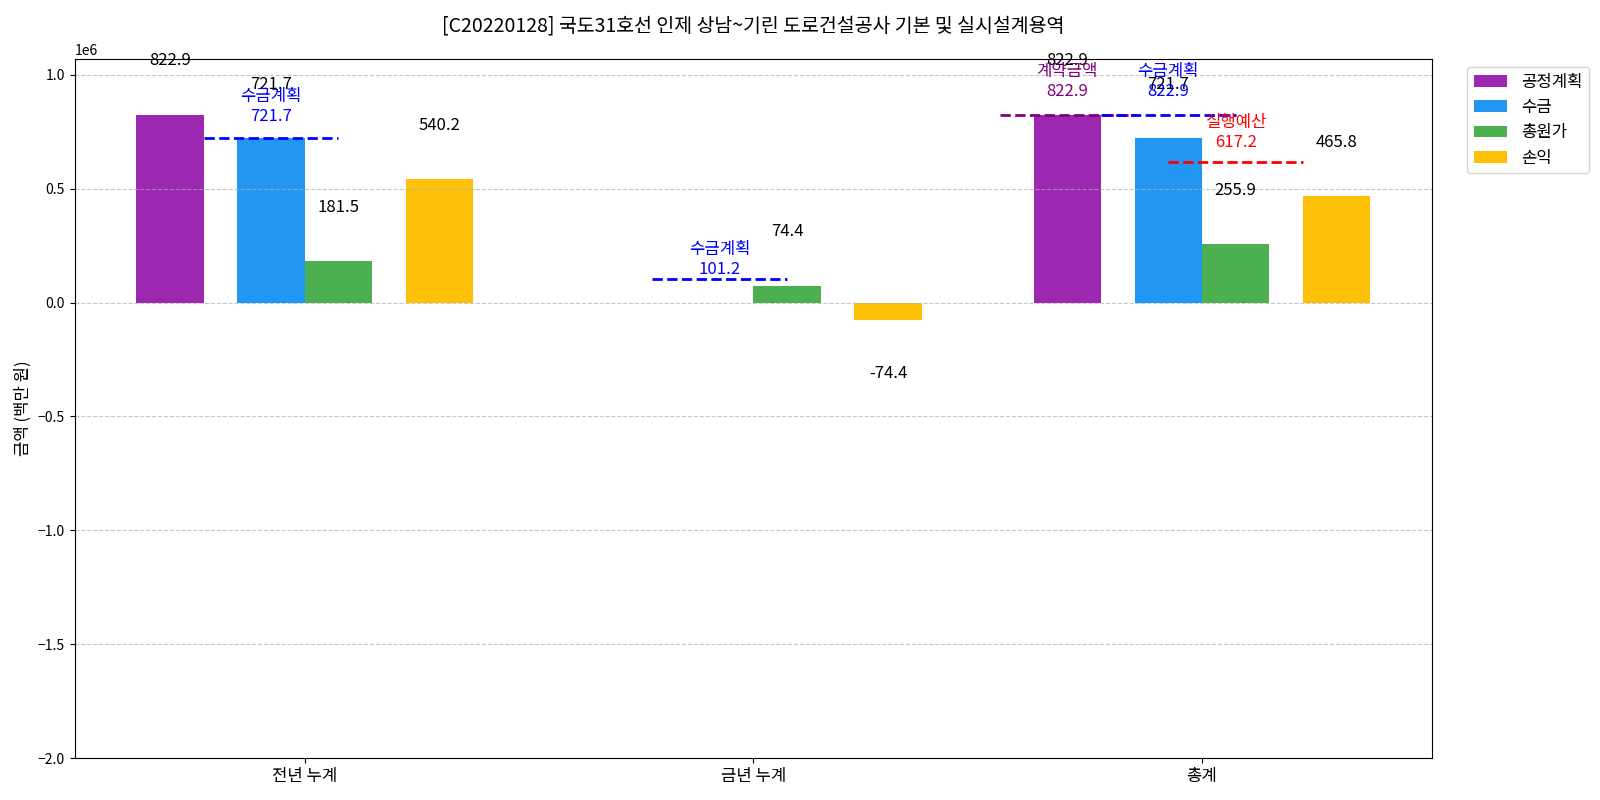 [C20220128] 국도31호선 인제 상남~기린 도로건설공사 기본 및 실시설계용역
1e6
1.0
0.5
0.0
−0.5
−1.0
−1.5
−2.0
금액 (백만 원)
822.9
721.7
수금계획
721.7
181.5
540.2
수금계획
101.2
74.4
-74.4
822.9
계약금액
822.9
721.7
수금계획
822.9
실행예산
617.2
255.9
465.8
전년 누계
금년 누계
총계
공정계획
수금
총원가
손익